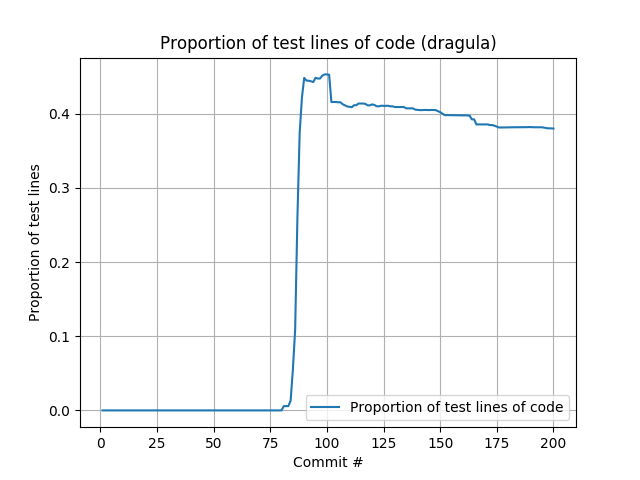 Proportion of test lines of code (dragula)
Proportion of test lines
0.4
0.3
0.2
0.1
0.0
Proportion of test lines of code
0 25 50 75 100 125 150 175 200
Commit #